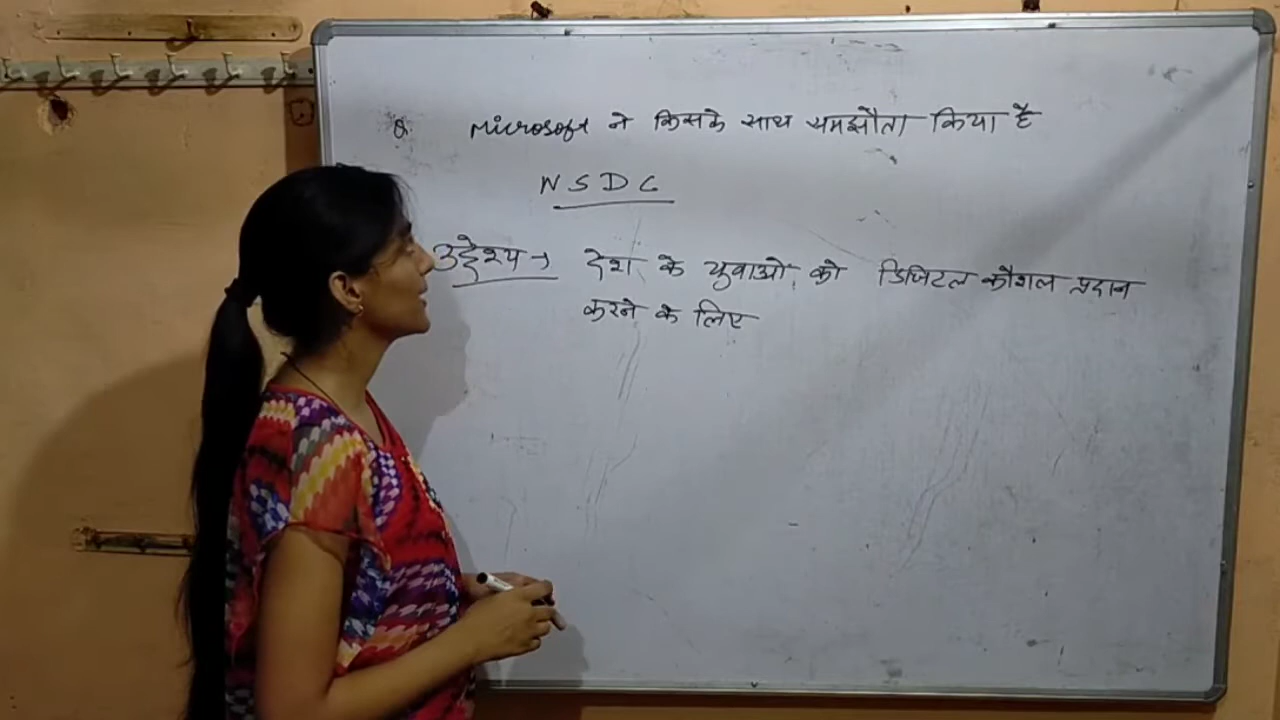 Q Microsoft ने किसके साथ समझौता किया है
NSDC
उद्देश्य → देश के युवाओं को डिजिटल कौशल प्रदान
करने के लिए